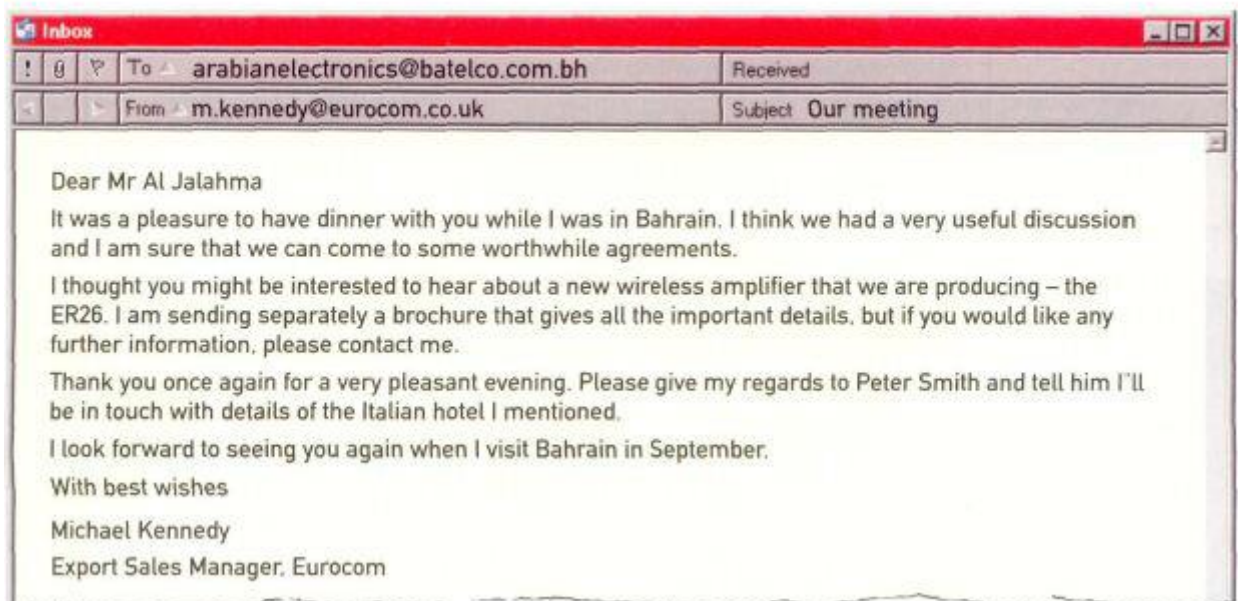 Inbox
! To arabianelectronics@batelco.com.bh Received
From m.kennedy@eurocom.co.uk Subject Our meeting
Dear Mr Al Jalahma
It was a pleasure to have dinner with you while I was in Bahrain. I think we had a very useful discussion
and I am sure that we can come to some worthwhile agreements.
I thought you might be interested to hear about a new wireless amplifier that we are producing – the
ER26. I am sending separately a brochure that gives all the important details, but if you would like any
further information, please contact me.
Thank you once again for a very pleasant evening. Please give my regards to Peter Smith and tell him I"ll
be in touch with details of the Italian hotel I mentioned.
I look forward to seeing you again when I visit Bahrain in September.
With best wishes
Michael Kennedy
Export Sales Manager, Eurocom